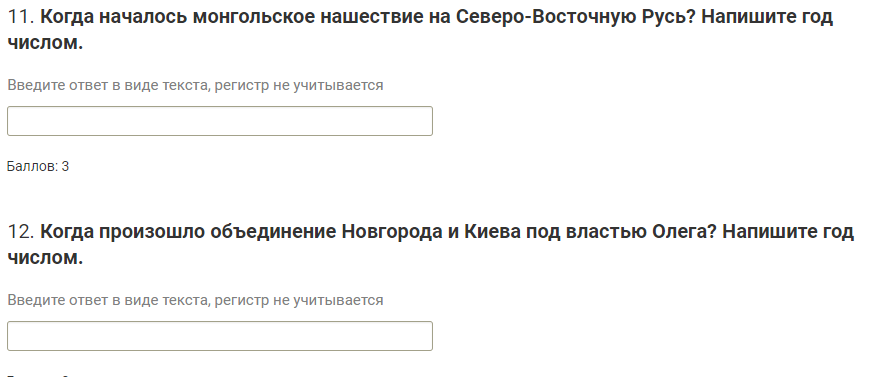 11. Когда началось монгольское нашествие на Северо-Восточную Русь? Напишите год
числом.
Введите ответ в виде текста, регистр не учитывается
Баллов: 3
12. Когда произошло объединение Новгорода и Киева под властью Олега? Напишите год
числом.
Введите ответ в виде текста, регистр не учитывается